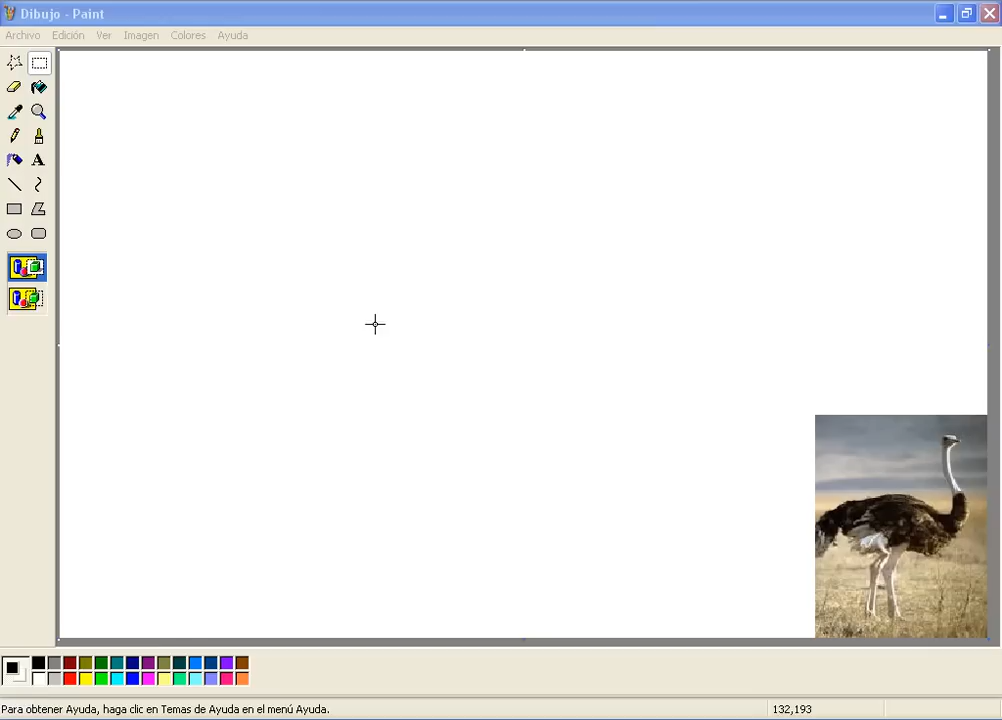 Dibujo - Paint
Archivo Edición Ver Imagen Colores Ayuda
A
Para obtener Ayuda, haga clic en Temas de Ayuda en el menú Ayuda. 132,193